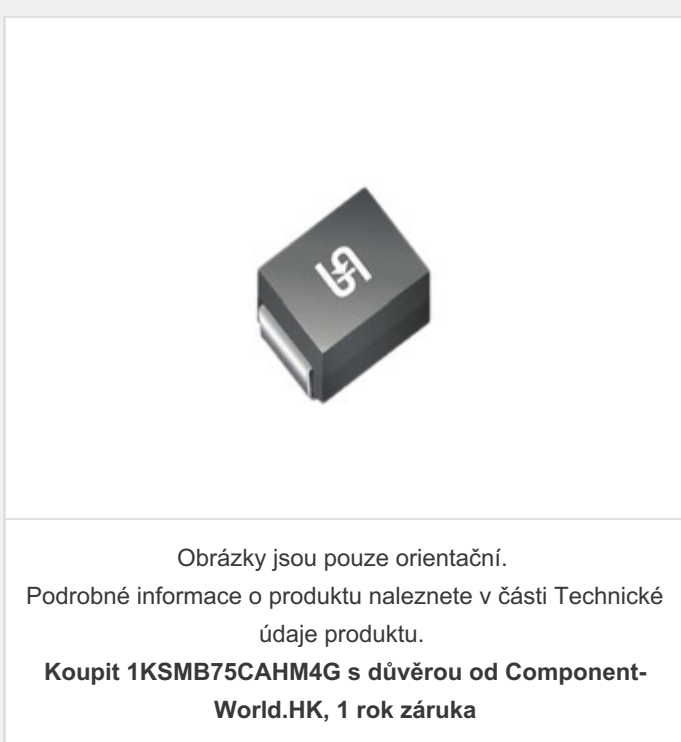 Obrázky jsou pouze orientační.
Podrobné informace o produktu naleznete v části Technické
údaje produktu.
Koupit 1KSMB75CAHM4G s důvěrou od Component-
World.HK, 1 rok záruka